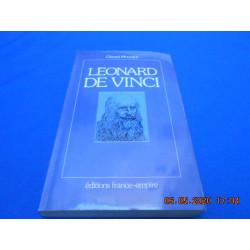 LEONARD
DE VINCI
éditions france-empire
05.05.2020 17:04